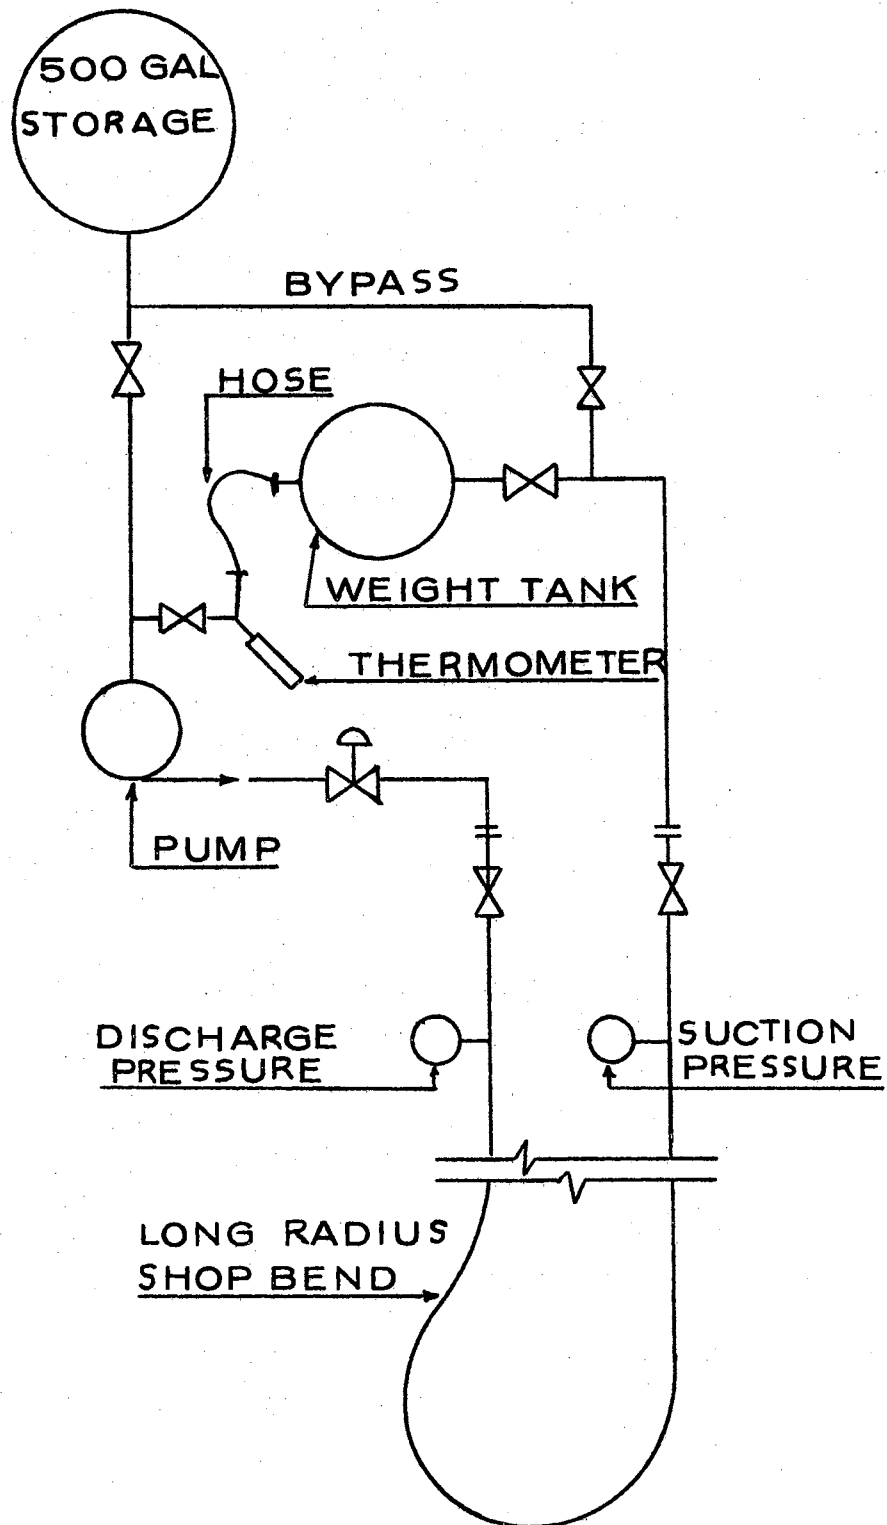 500 GAL
STORAGE
BYPASS
HOSE
WEIGHT TANK
THERMOMETER
PUMP
DISCHARGE
PRESSURE
SUCTION
PRESSURE
LONG RADIUS
SHOP BEND